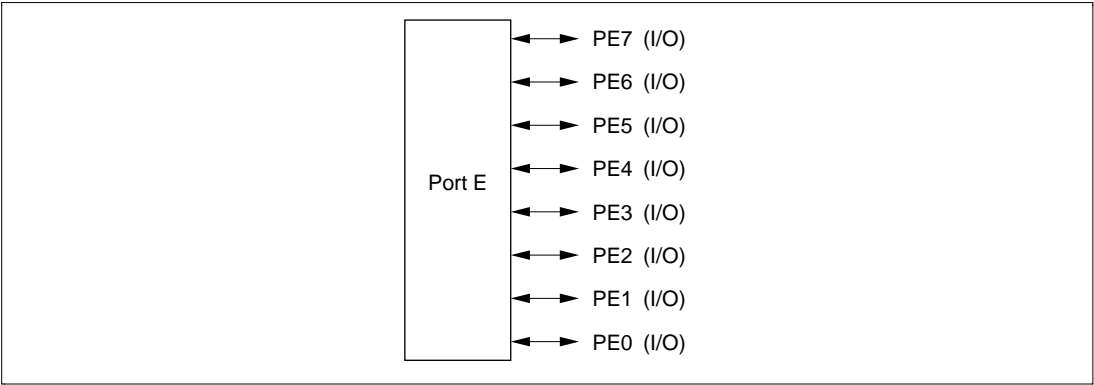 PE7 (I/O)
PE6 (I/O)
PE5 (I/O)
PE4 (I/O)
Port E
PE3 (I/O)
PE2 (I/O)
PE1 (I/O)
PE0 (I/O)